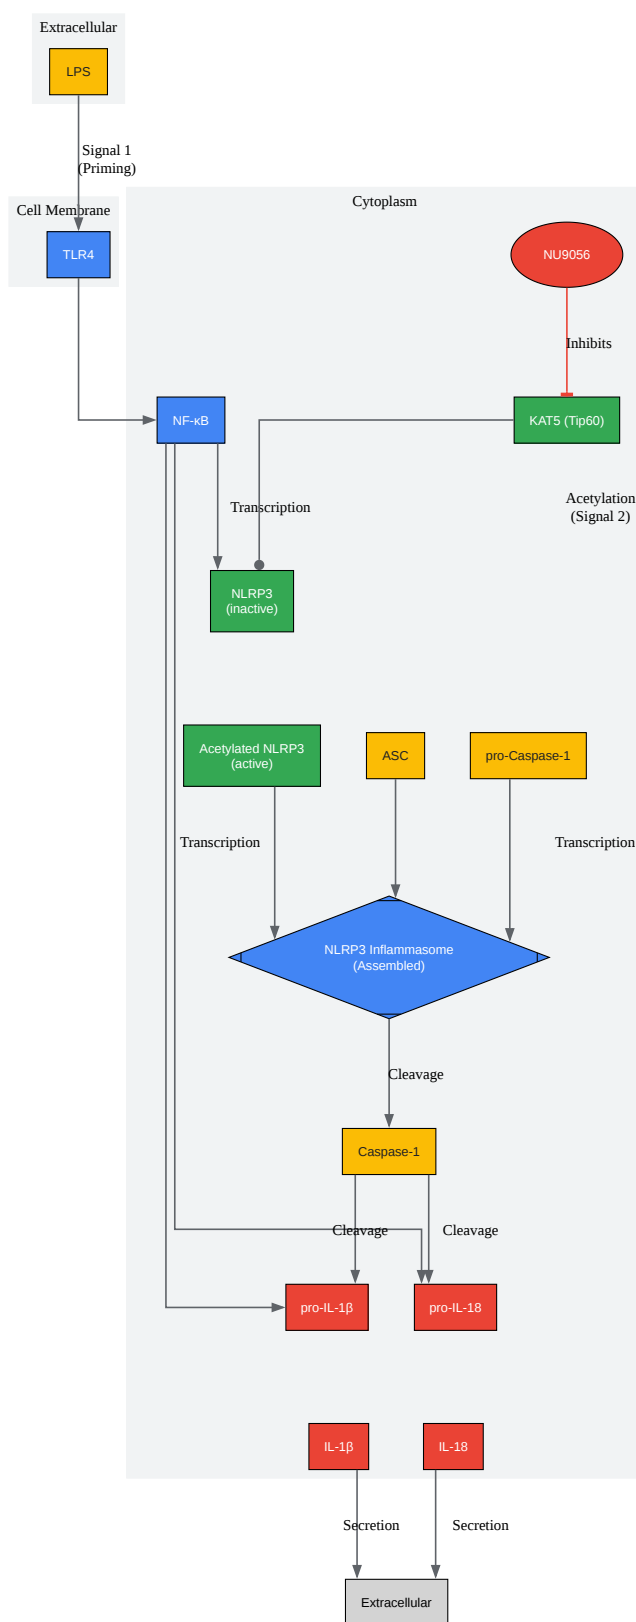 Extracellular
LPS
Signal 1
(Priming)
Cell Membrane
TLR4
Cytoplasm
NU9056
Inhibits
NF-κB
KAT5 (Tip60)
Transcription
Acetylation
(Signal 2)
NLRP3
(inactive)
Acetylated NLRP3
(active)
ASC
pro-Caspase-1
Transcription
Transcription
NLRP3 Inflammasome
(Assembled)
Cleavage
Caspase-1
Cleavage
Cleavage
pro-IL-1β
pro-IL-18
IL-1β
IL-18
Secretion
Secretion
Extracellular